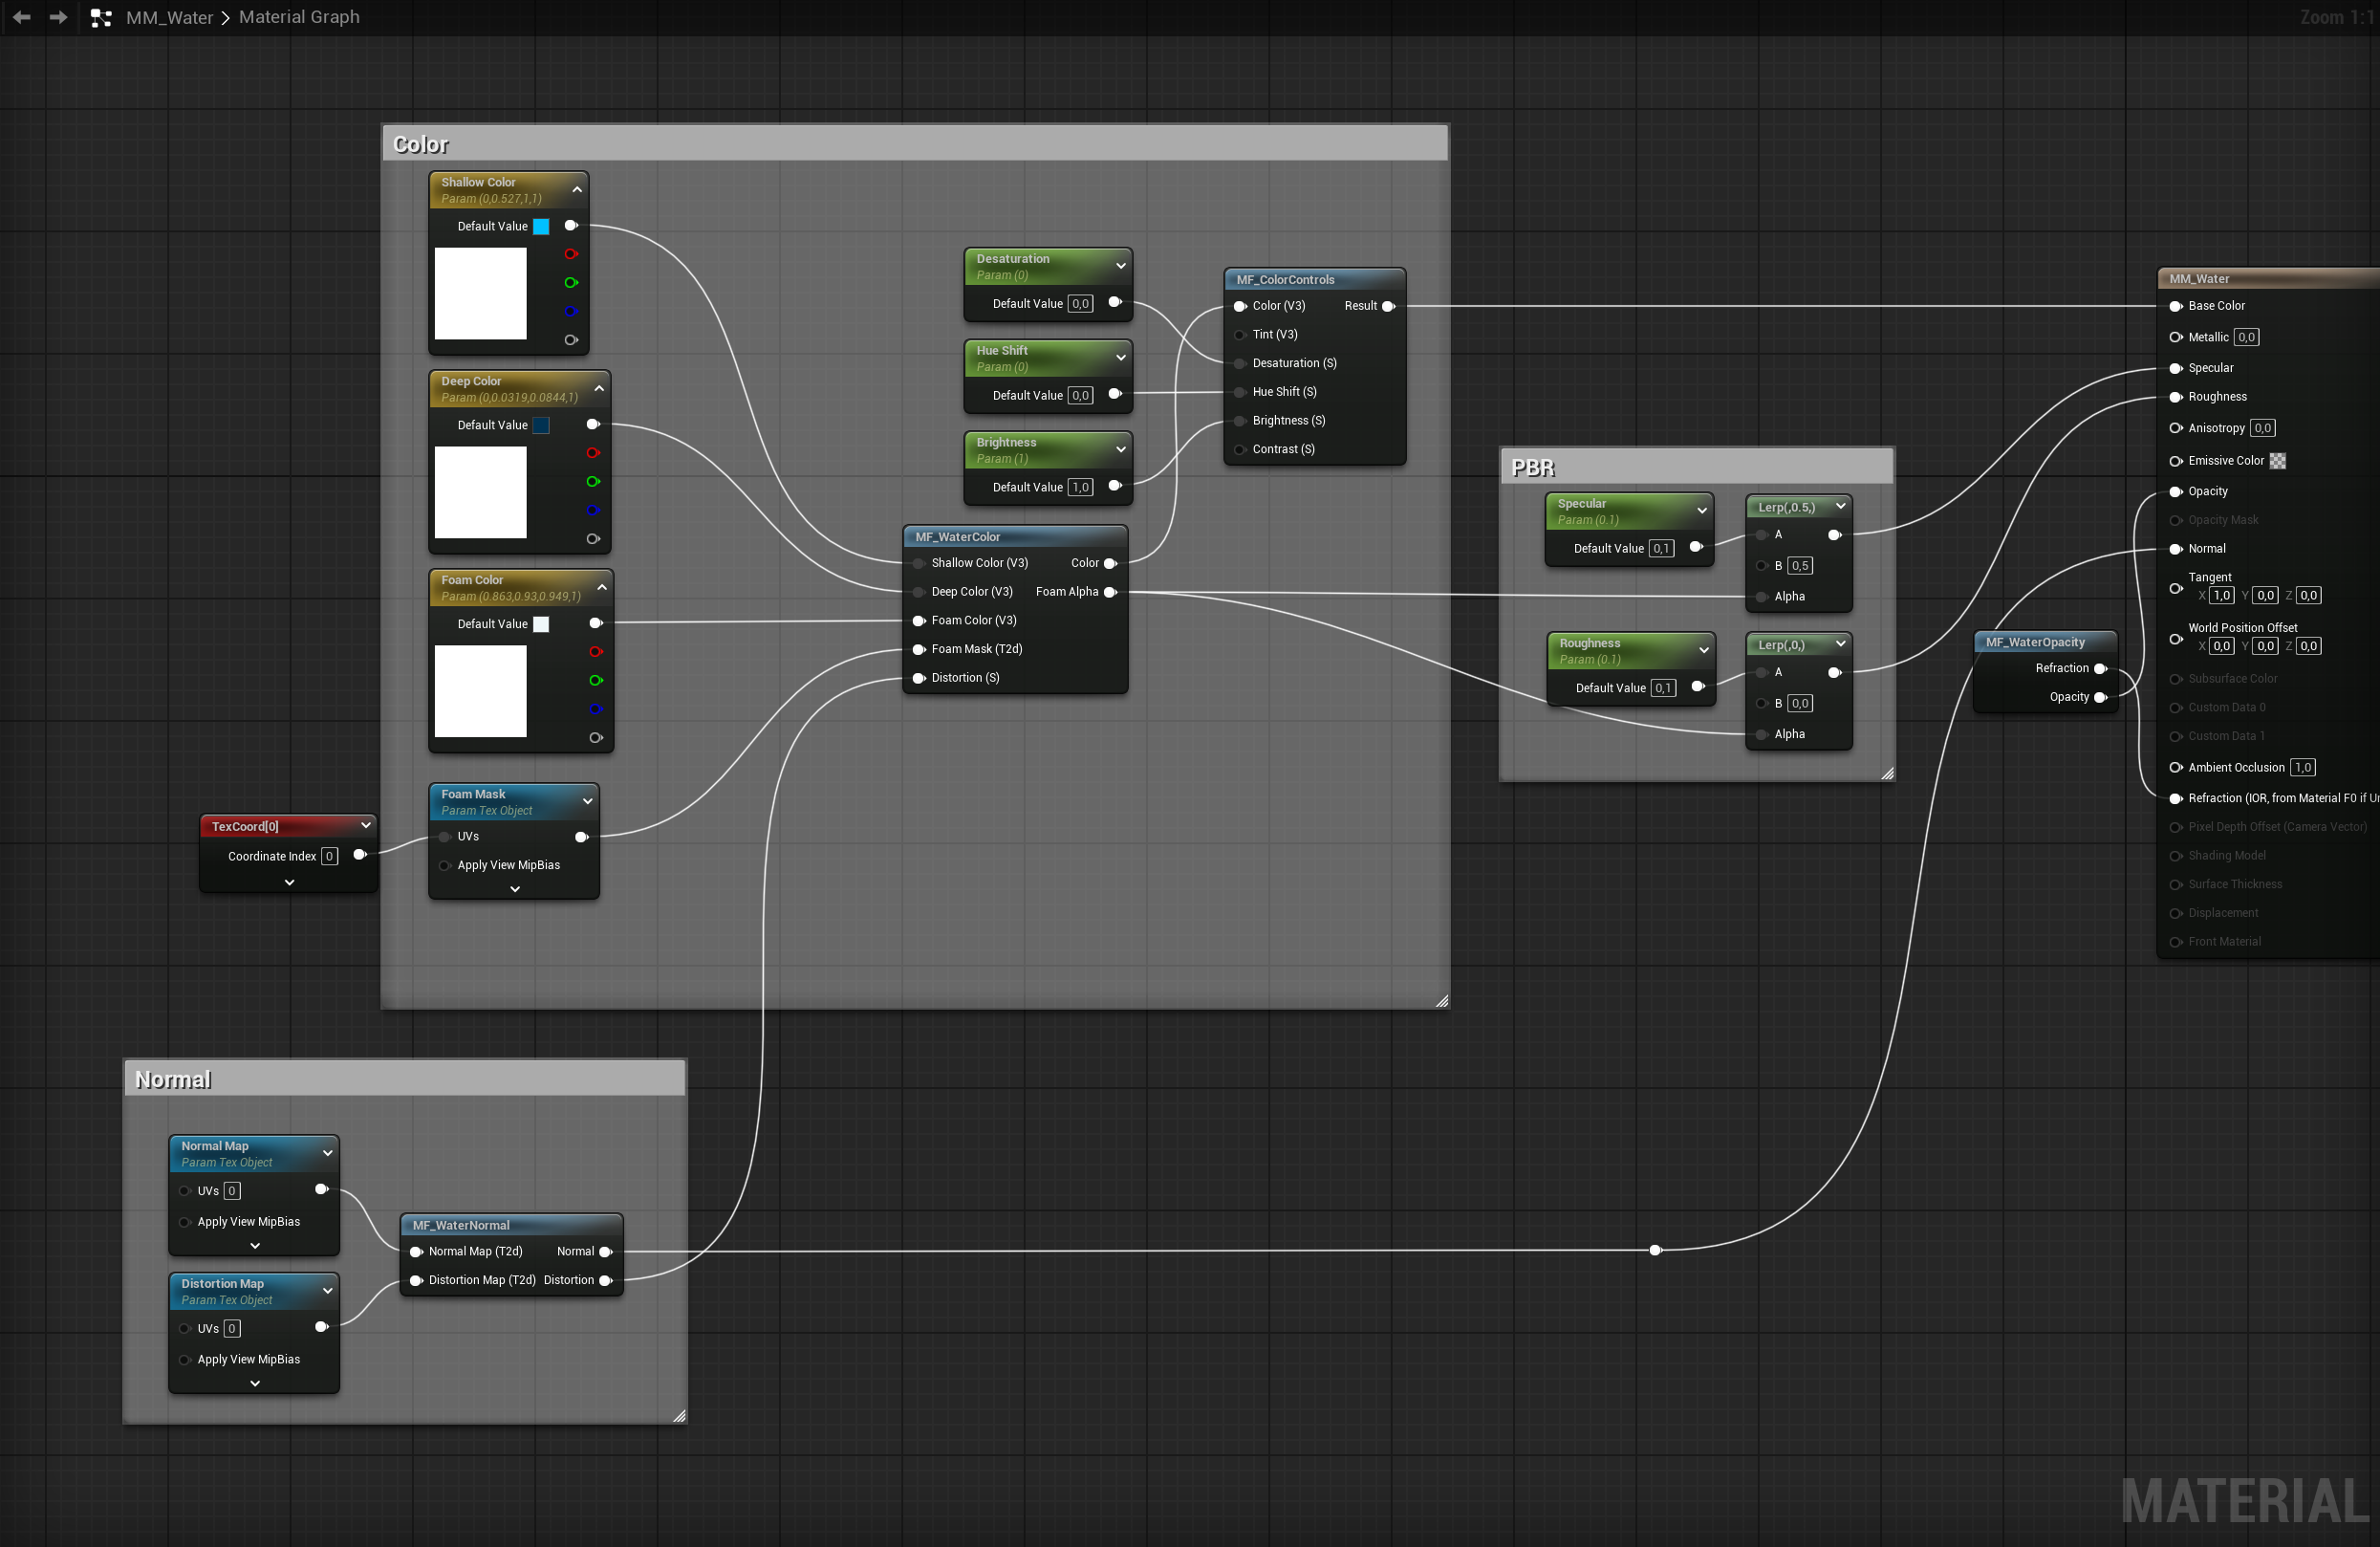 MM_Water > Material Graph
Zoom 1:1
Color
Shallow Color
Param (0,0.527,1,1)
Default Value
Deep Color
Param (0,0.0319,0.0844,1)
Default Value
Foam Color
Param (0.863,0.93,0.949,1)
Default Value
Foam Mask
Param Tex Object
UVs
Apply View MipBias
TexCoord[0]
Coordinate Index 0
Desaturation
Param (0)
Default Value 0,0
Hue Shift
Param (0)
Default Value 0,0
Brightness
Param (1)
Default Value 1,0
MF_ColorControls
Color (V3) Result
Tint (V3)
Desaturation (S)
Hue Shift (S)
Brightness (S)
Contrast (S)
MF_WaterColor
Shallow Color (V3) Color
Deep Color (V3) Foam Alpha
Foam Color (V3)
Foam Mask (T2d)
Distortion (S)
PBR
Specular
Param (0.1)
Default Value 0,1
Lerp(,0.5,)
A
B 0,5
Alpha
Roughness
Param (0.1)
Default Value 0,1
Lerp(,0,)
A
B 0,0
Alpha
MF_WaterOpacity
Refraction
Opacity
MM_Water
Base Color
Metallic 0,0
Specular
Roughness
Anisotropy 0,0
Emissive Color
Opacity
Opacity Mask
Normal
Tangent
X 1,0 Y 0,0 Z 0,0
World Position Offset
X 0,0 Y 0,0 Z 0,0
Subsurface Color
Custom Data 0
Custom Data 1
Ambient Occlusion 1,0
Refraction (IOR, from Material F0 if
Pixel Depth Offset (Camera Vector)
Shading Model
Surface Thickness
Displacement
Front Material
Normal
Normal Map
Param Tex Object
UVs 0
Apply View MipBias
Distortion Map
Param Tex Object
UVs 0
Apply View MipBias
MF_WaterNormal
Normal Map (T2d) Normal
Distortion Map (T2d) Distortion
MATERIAL